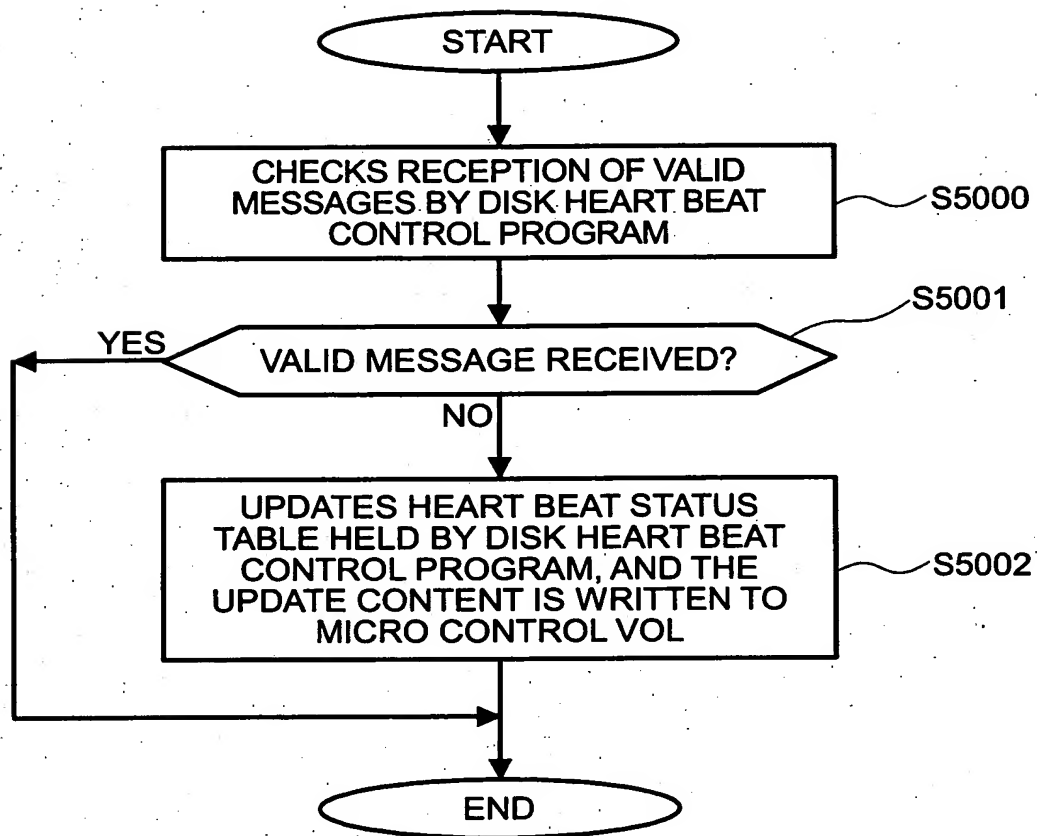 START
CHECKS RECEPTION OF VALID
MESSAGES BY DISK HEART BEAT
CONTROL PROGRAM
S5000
S5001
YES
VALID MESSAGE RECEIVED?
NO
UPDATES HEART BEAT STATUS
TABLE HELD BY DISK HEART BEAT
CONTROL PROGRAM, AND THE
UPDATE CONTENT IS WRITTEN TO
MICRO CONTROL VOL
S5002
END